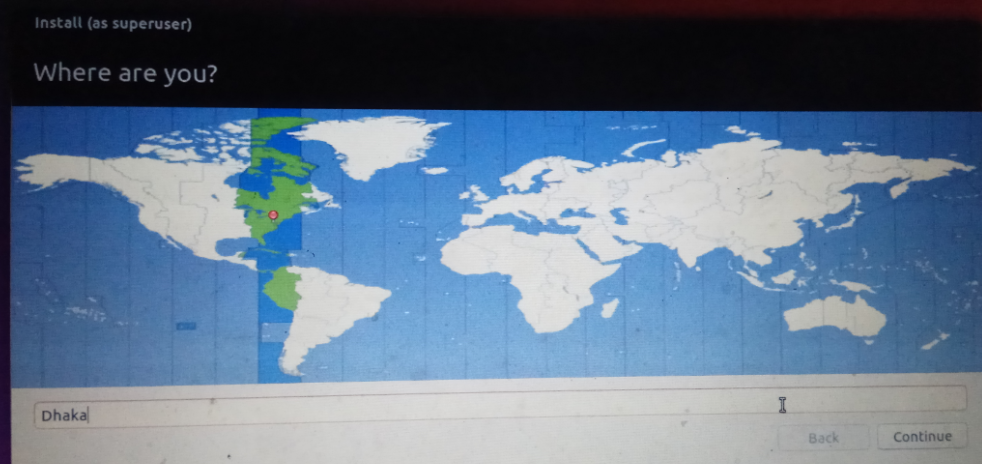 Install (as superuser)
Where are you?
Dhaka
Back
Continue